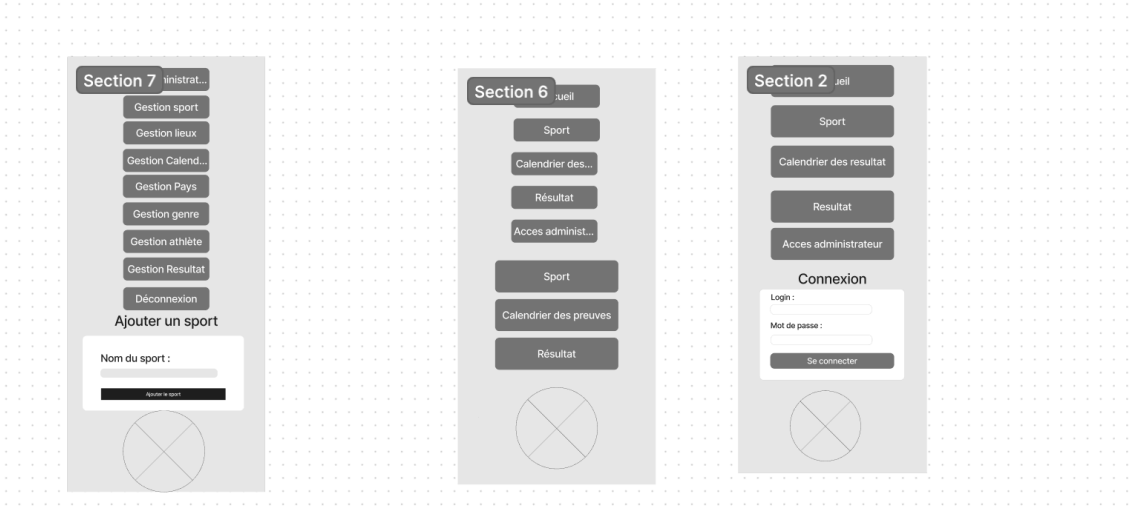 Section 7
ministrat...
Gestion sport
Gestion lieux
Gestion Calend...
Gestion Pays
Gestion genre
Gestion athlète
Gestion Resultat
Déconnexion
Ajouter un sport
Nom du sport :
Ajouter le sport
Section 6
cueil
Sport
Calendrier des...
Résultat
Acces administ...
Sport
Calendrier des preuves
Résultat
Section 2
ueil
Sport
Calendrier des resultat
Resultat
Acces administrateur
Connexion
Login :
Mot de passe :
Se connecter